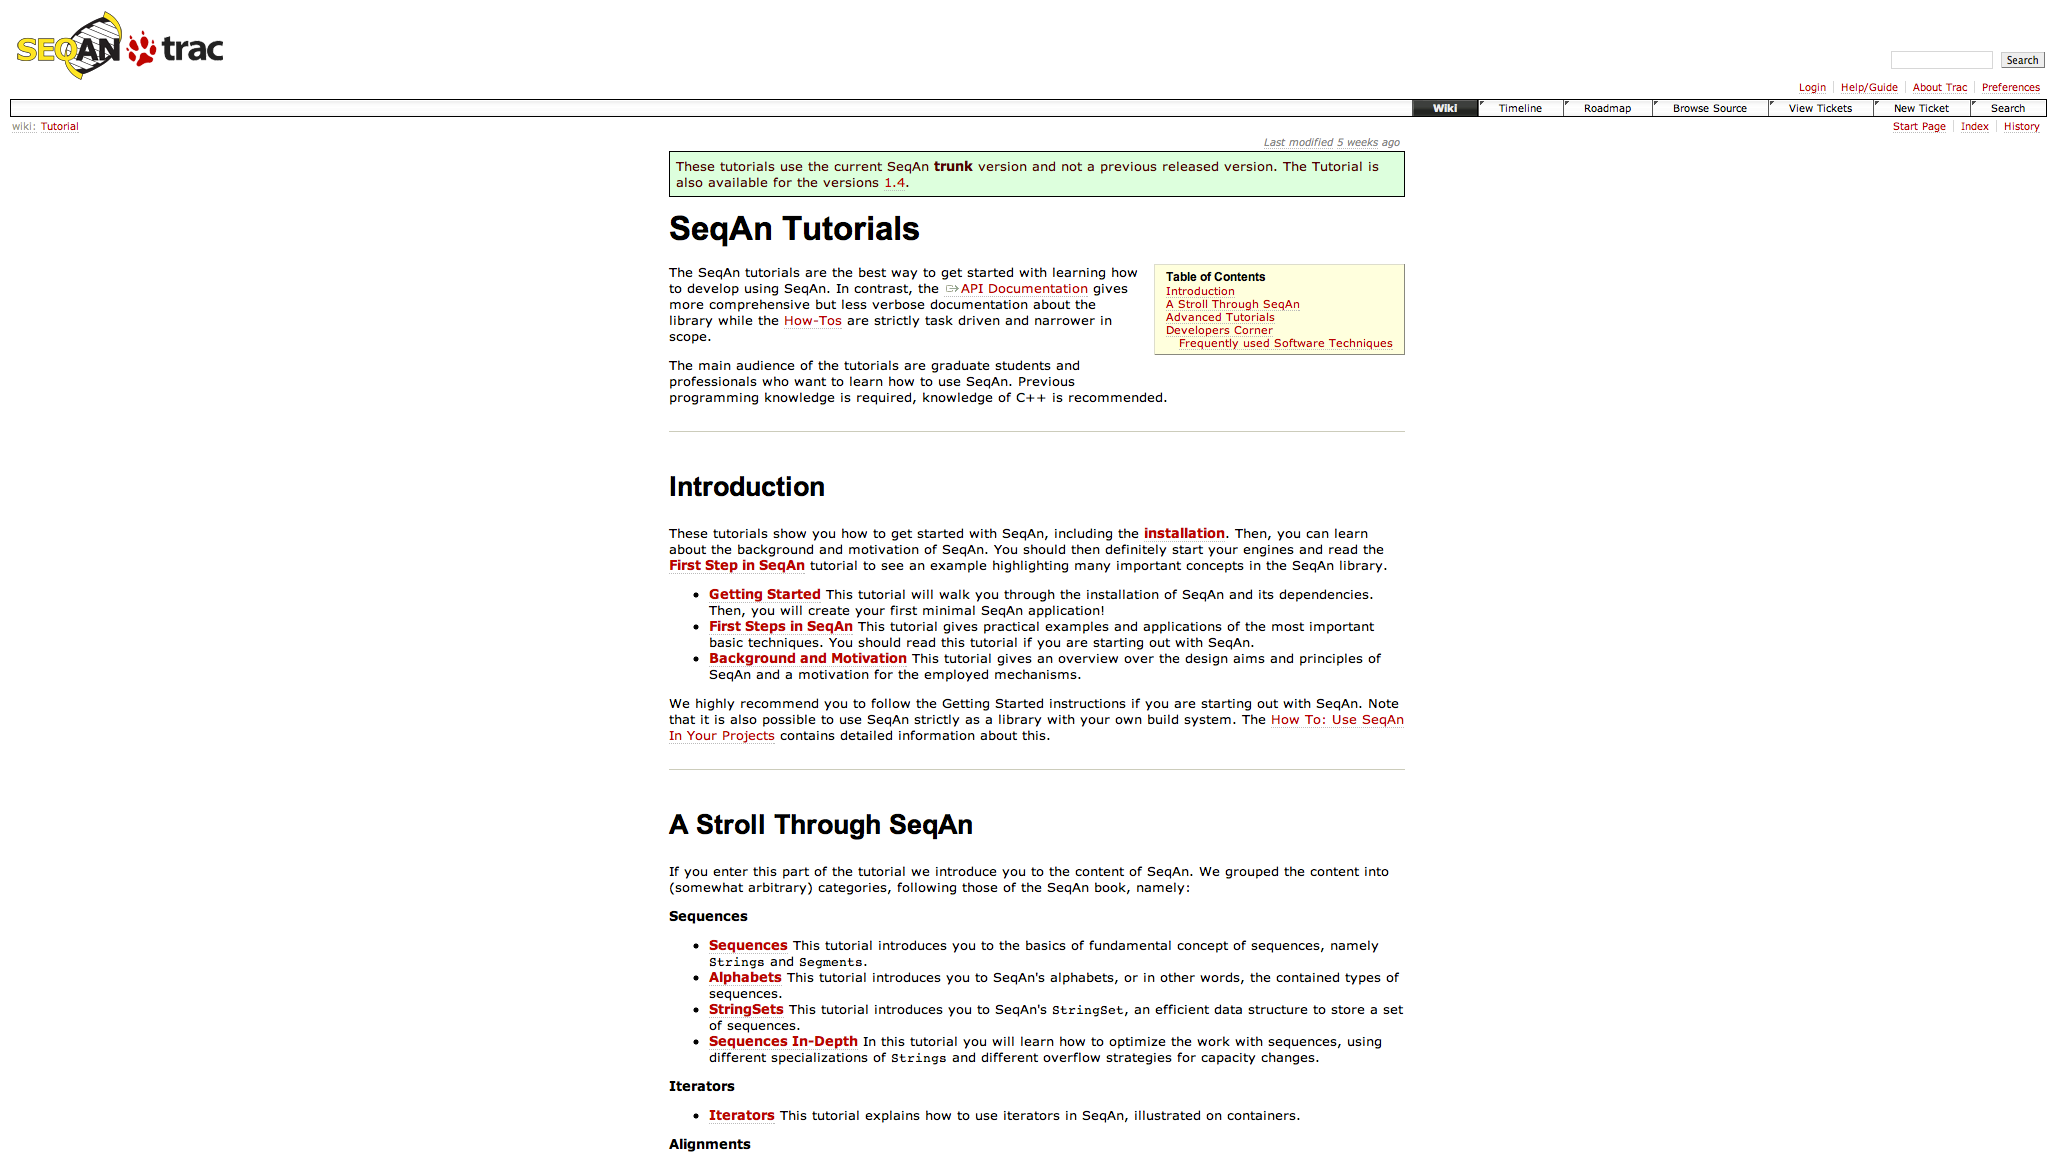 SEQAN trac
Search
Login Help/Guide About Trac Preferences
Wiki Timeline Roadmap Browse Source View Tickets New Ticket Search
wiki: Tutorial
Start Page Index History
Last modified 5 weeks ago
These tutorials use the current SeqAn trunk version and not a previous released version. The Tutorial is
also available for the versions 1.4.
SeqAn Tutorials
The SeqAn tutorials are the best way to get started with learning how
to develop using SeqAn. In contrast, the API Documentation gives
more comprehensive but less verbose documentation about the
library while the How-Tos are strictly task driven and narrower in
scope.
Table of Contents
Introduction
A Stroll Through SeqAn
Advanced Tutorials
Developers Corner
Frequently used Software Techniques
The main audience of the tutorials are graduate students and
professionals who want to learn how to use SeqAn. Previous
programming knowledge is required, knowledge of C++ is recommended.
Introduction
These tutorials show you how to get started with SeqAn, including the installation. Then, you can learn
about the background and motivation of SeqAn. You should then definitely start your engines and read the
First Step in SeqAn tutorial to see an example highlighting many important concepts in the SeqAn library.
• Getting Started This tutorial will walk you through the installation of SeqAn and its dependencies.
Then, you will create your first minimal SeqAn application!
• First Steps in SeqAn This tutorial gives practical examples and applications of the most important
basic techniques. You should read this tutorial if you are starting out with SeqAn.
• Background and Motivation This tutorial gives an overview over the design aims and principles of
SeqAn and a motivation for the employed mechanisms.
We highly recommend you to follow the Getting Started instructions if you are starting out with SeqAn. Note
that it is also possible to use SeqAn strictly as a library with your own build system. The How To: Use SeqAn
In Your Projects contains detailed information about this.
A Stroll Through SeqAn
If you enter this part of the tutorial we introduce you to the content of SeqAn. We grouped the content into
(somewhat arbitrary) categories, following those of the SeqAn book, namely:
Sequences
• Sequences This tutorial introduces you to the basics of fundamental concept of sequences, namely
Strings and Segments.
• Alphabets This tutorial introduces you to SeqAn's alphabets, or in other words, the contained types of
sequences.
• StringSets This tutorial introduces you to SeqAn's StringSet, an efficient data structure to store a set
of sequences.
• Sequences In-Depth In this tutorial you will learn how to optimize the work with sequences, using
different specializations of Strings and different overflow strategies for capacity changes.
Iterators
• Iterators This tutorial explains how to use iterators in SeqAn, illustrated on containers.
Alignments